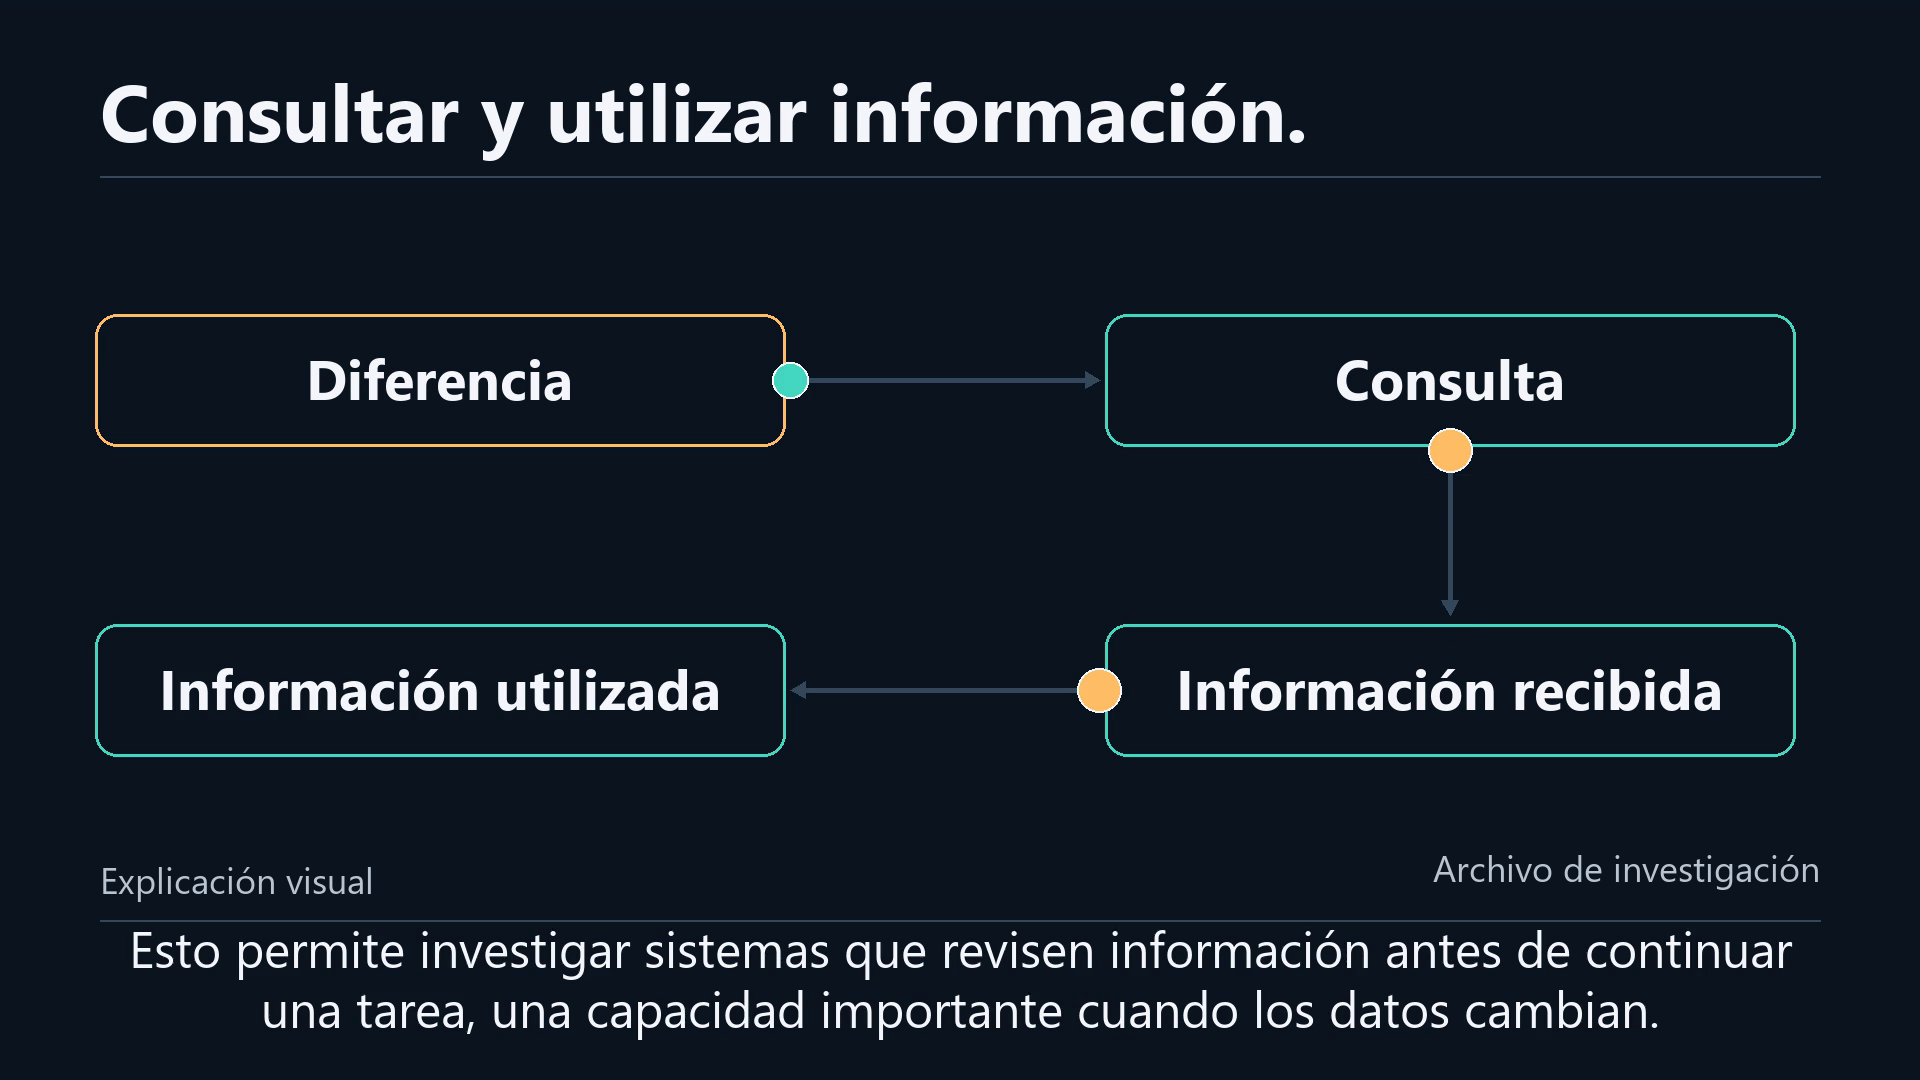 Consultar y utilizar información.
Diferencia
Consulta
Información utilizada
Información recibida
Explicación visual
Archivo de investigación
Esto permite investigar sistemas que revisen información antes de continuar
una tarea, una capacidad importante cuando los datos cambian.